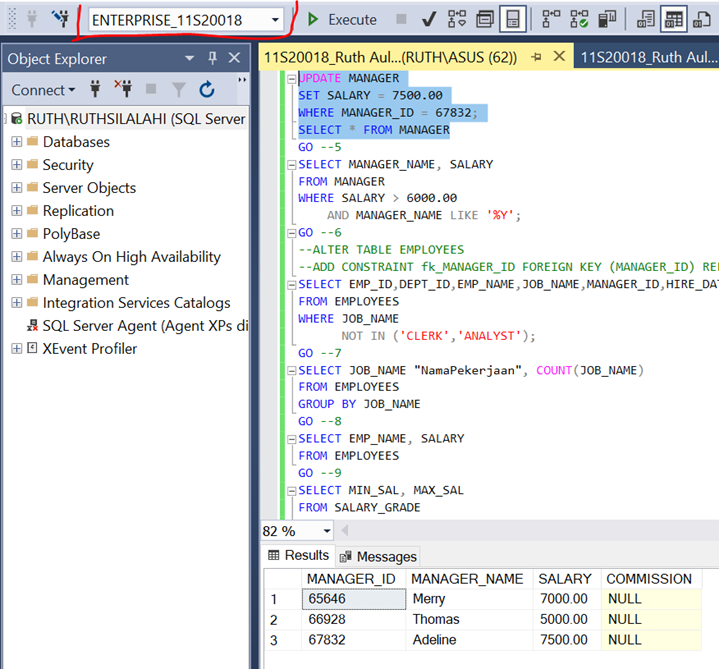 ENTERPRISE_11S20018
Execute
Object Explorer
Connect
RUTH\RUTHSILALAHI (SQL Server
Databases
Security
Server Objects
Replication
PolyBase
Always On High Availability
Management
Integration Services Catalogs
SQL Server Agent (Agent XPs di
XEvent Profiler
11S20018_Ruth Aul...(RUTH\ASUS (62))
11S20018_Ruth Aul...
UPDATE MANAGER
SET SALARY = 7500.00
WHERE MANAGER_ID = 67832;
SELECT * FROM MANAGER
GO --5
SELECT MANAGER_NAME, SALARY
FROM MANAGER
WHERE SALARY > 6000.00
AND MANAGER_NAME LIKE '%Y';
GO --6
--ALTER TABLE EMPLOYEES
--ADD CONSTRAINT fk_MANAGER_ID FOREIGN KEY (MANAGER_ID) REF
SELECT EMP_ID,DEPT_ID,EMP_NAME,JOB_NAME,MANAGER_ID,HIRE_DAT
FROM EMPLOYEES
WHERE JOB_NAME
NOT IN ('CLERK','ANALYST');
GO --7
SELECT JOB_NAME "NamaPekerjaan", COUNT(JOB_NAME)
FROM EMPLOYEES
GROUP BY JOB_NAME
GO --8
SELECT EMP_NAME, SALARY
FROM EMPLOYEES
GO --9
SELECT MIN_SAL, MAX_SAL
FROM SALARY_GRADE
82 %
Results Messages
MANAGER_ID MANAGER_NAME SALARY COMMISSION
1 65646 Merry 7000.00 NULL
2 66928 Thomas 5000.00 NULL
3 67832 Adeline 7500.00 NULL